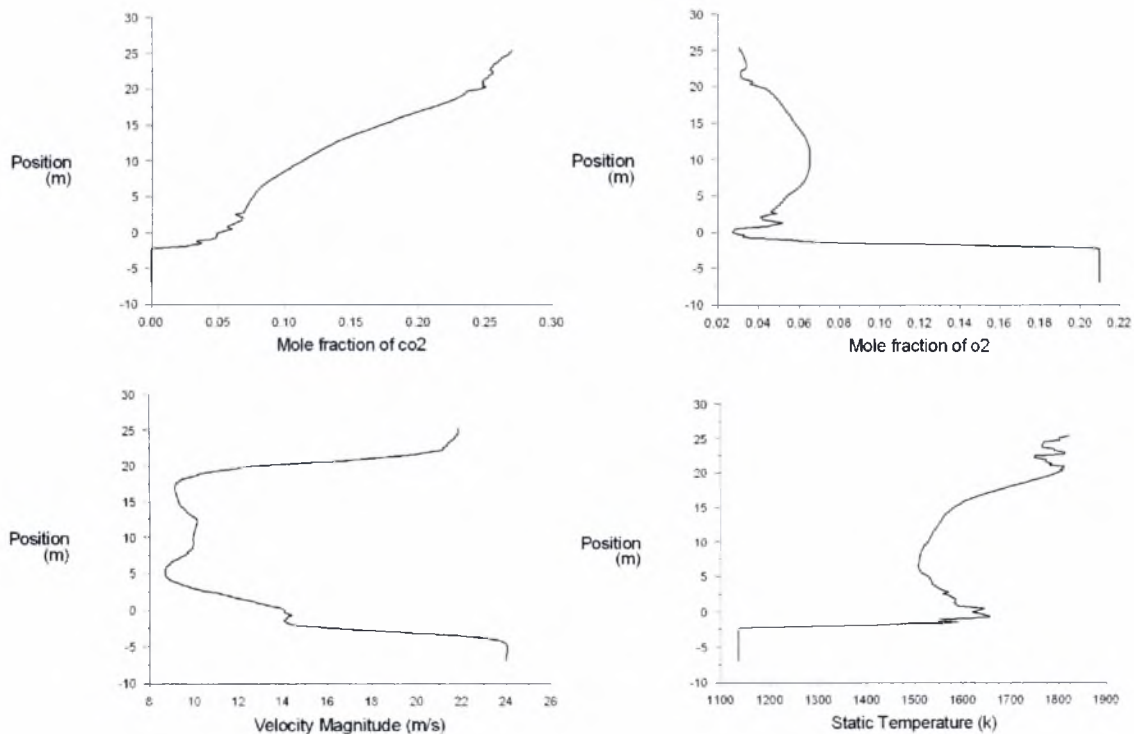 30
25
20
15
10
5
0
-5
-10
Position
(m)
0.00 0.05 0.10 0.15 0.20 0.25 0.30
Mole fraction of co2
30
25
20
15
10
5
0
-5
-10
Position
(m)
0.02 0.04 0.06 0.08 0.10 0.12 0.14 0.16 0.18 0.20 0.22
Mole fraction of o2
30
25
20
15
10
5
0
-5
-10
Position
(m)
8 10 12 14 16 18 20 22 24 26
Velocity Magnitude (m/s)
30
25
20
15
10
5
0
-5
-10
Position
(m)
1100 1200 1300 1400 1500 1600 1700 1800 1900
Static Temperature (k)